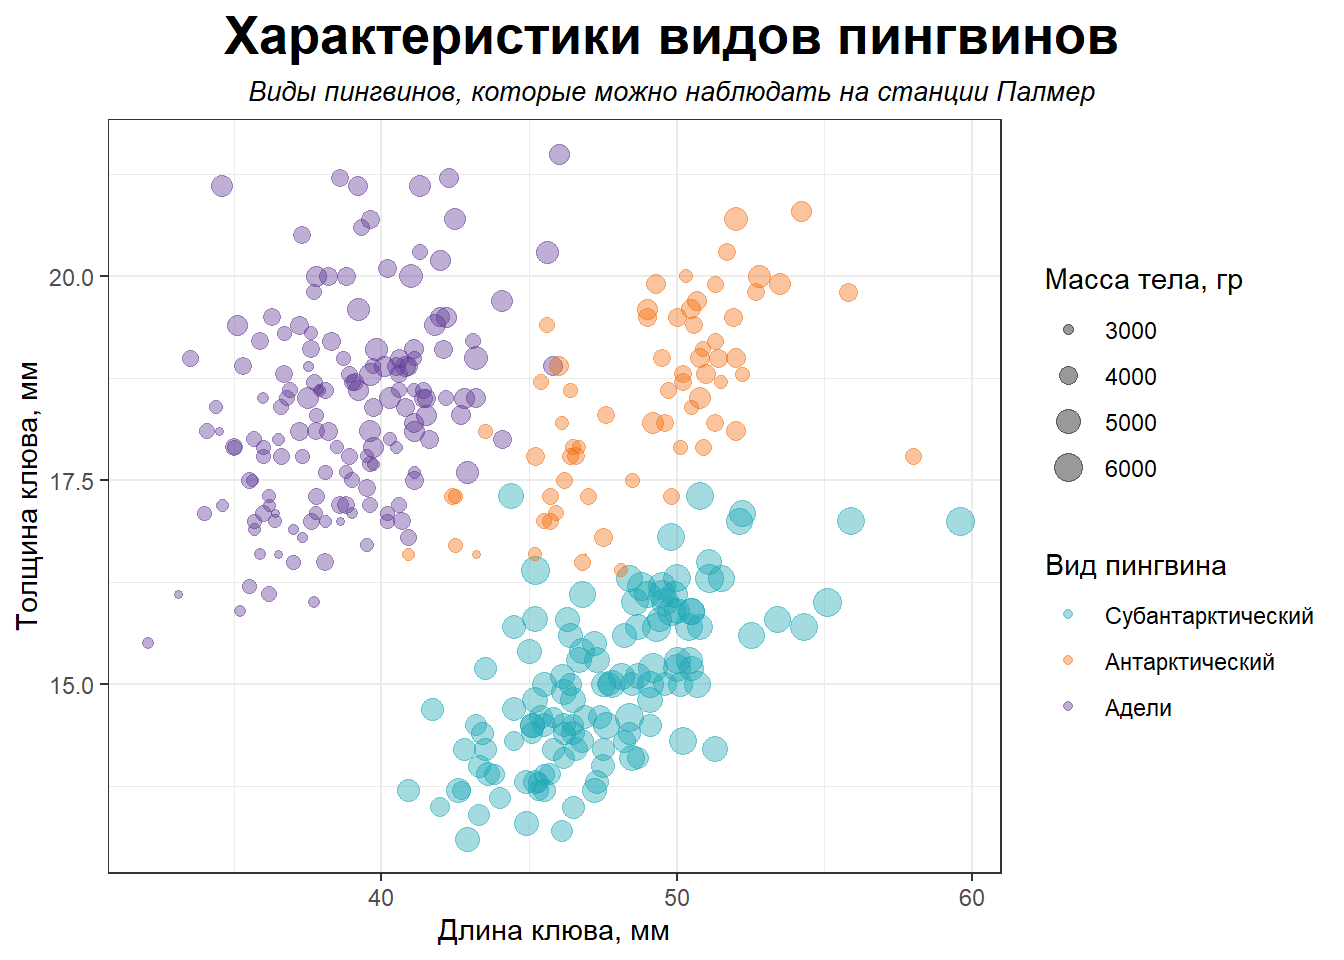 Характеристики видов пингвинов
Виды пингвинов, которые можно наблюдать на станции Палмер
Толщина клюва, мм
20.0
17.5
15.0
40
50
60
Длина клюва, мм
Масса тела, гр
3000
4000
5000
6000
Вид пингвина
Субантарктический
Антарктический
Адели